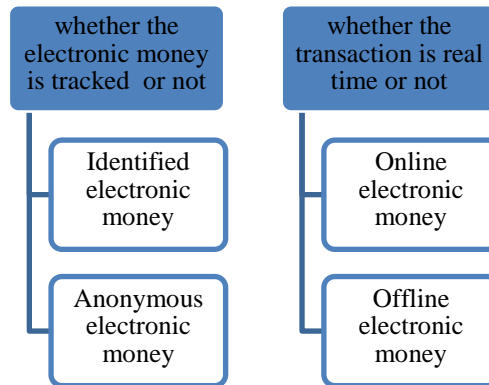 whether the
electronic money
is tracked or not
Identified
electronic
money
Anonymous
electronic
money
whether the
transaction is real
time or not
Online
electronic
money
Offline
electronic
money